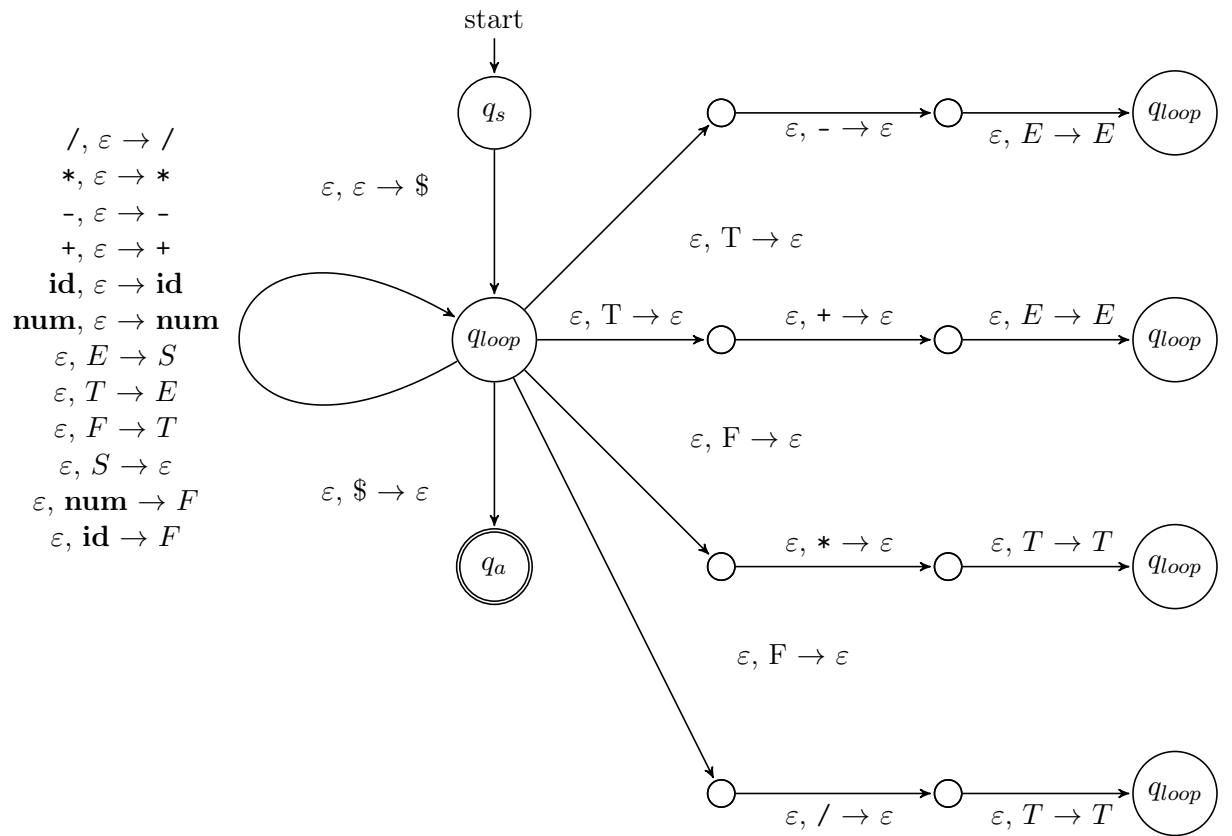 start
q_s
/, ε → /
*, ε → *
-, ε → -
+, ε → +
id, ε → id
num, ε → num
ε, E → S
ε, T → E
ε, F → T
ε, S → ε
ε, num → F
ε, id → F
ε, ε → $
q_loop
ε, $ → ε
q_a
ε, T → ε
ε, - → ε
ε, E → E
q_loop
ε, T → ε
ε, + → ε
ε, E → E
q_loop
ε, F → ε
ε, * → ε
ε, T → T
q_loop
ε, F → ε
ε, / → ε
ε, T → T
q_loop